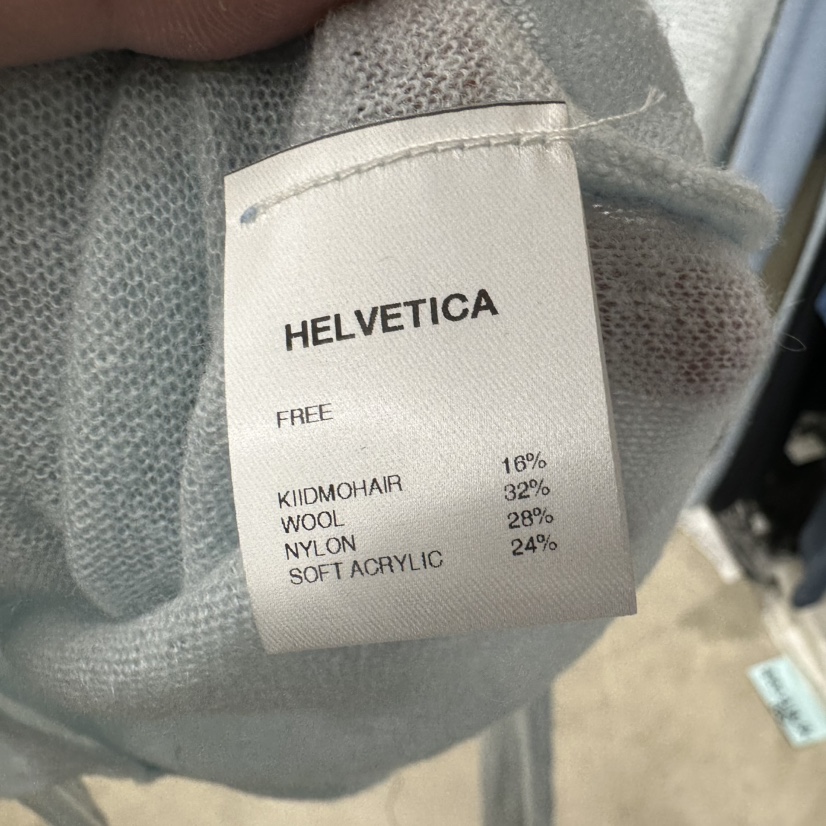 HELVETICA
FREE
KIIDMOHAIR 16%
WOOL 32%
NYLON 28%
SOFT ACRYLIC 24%